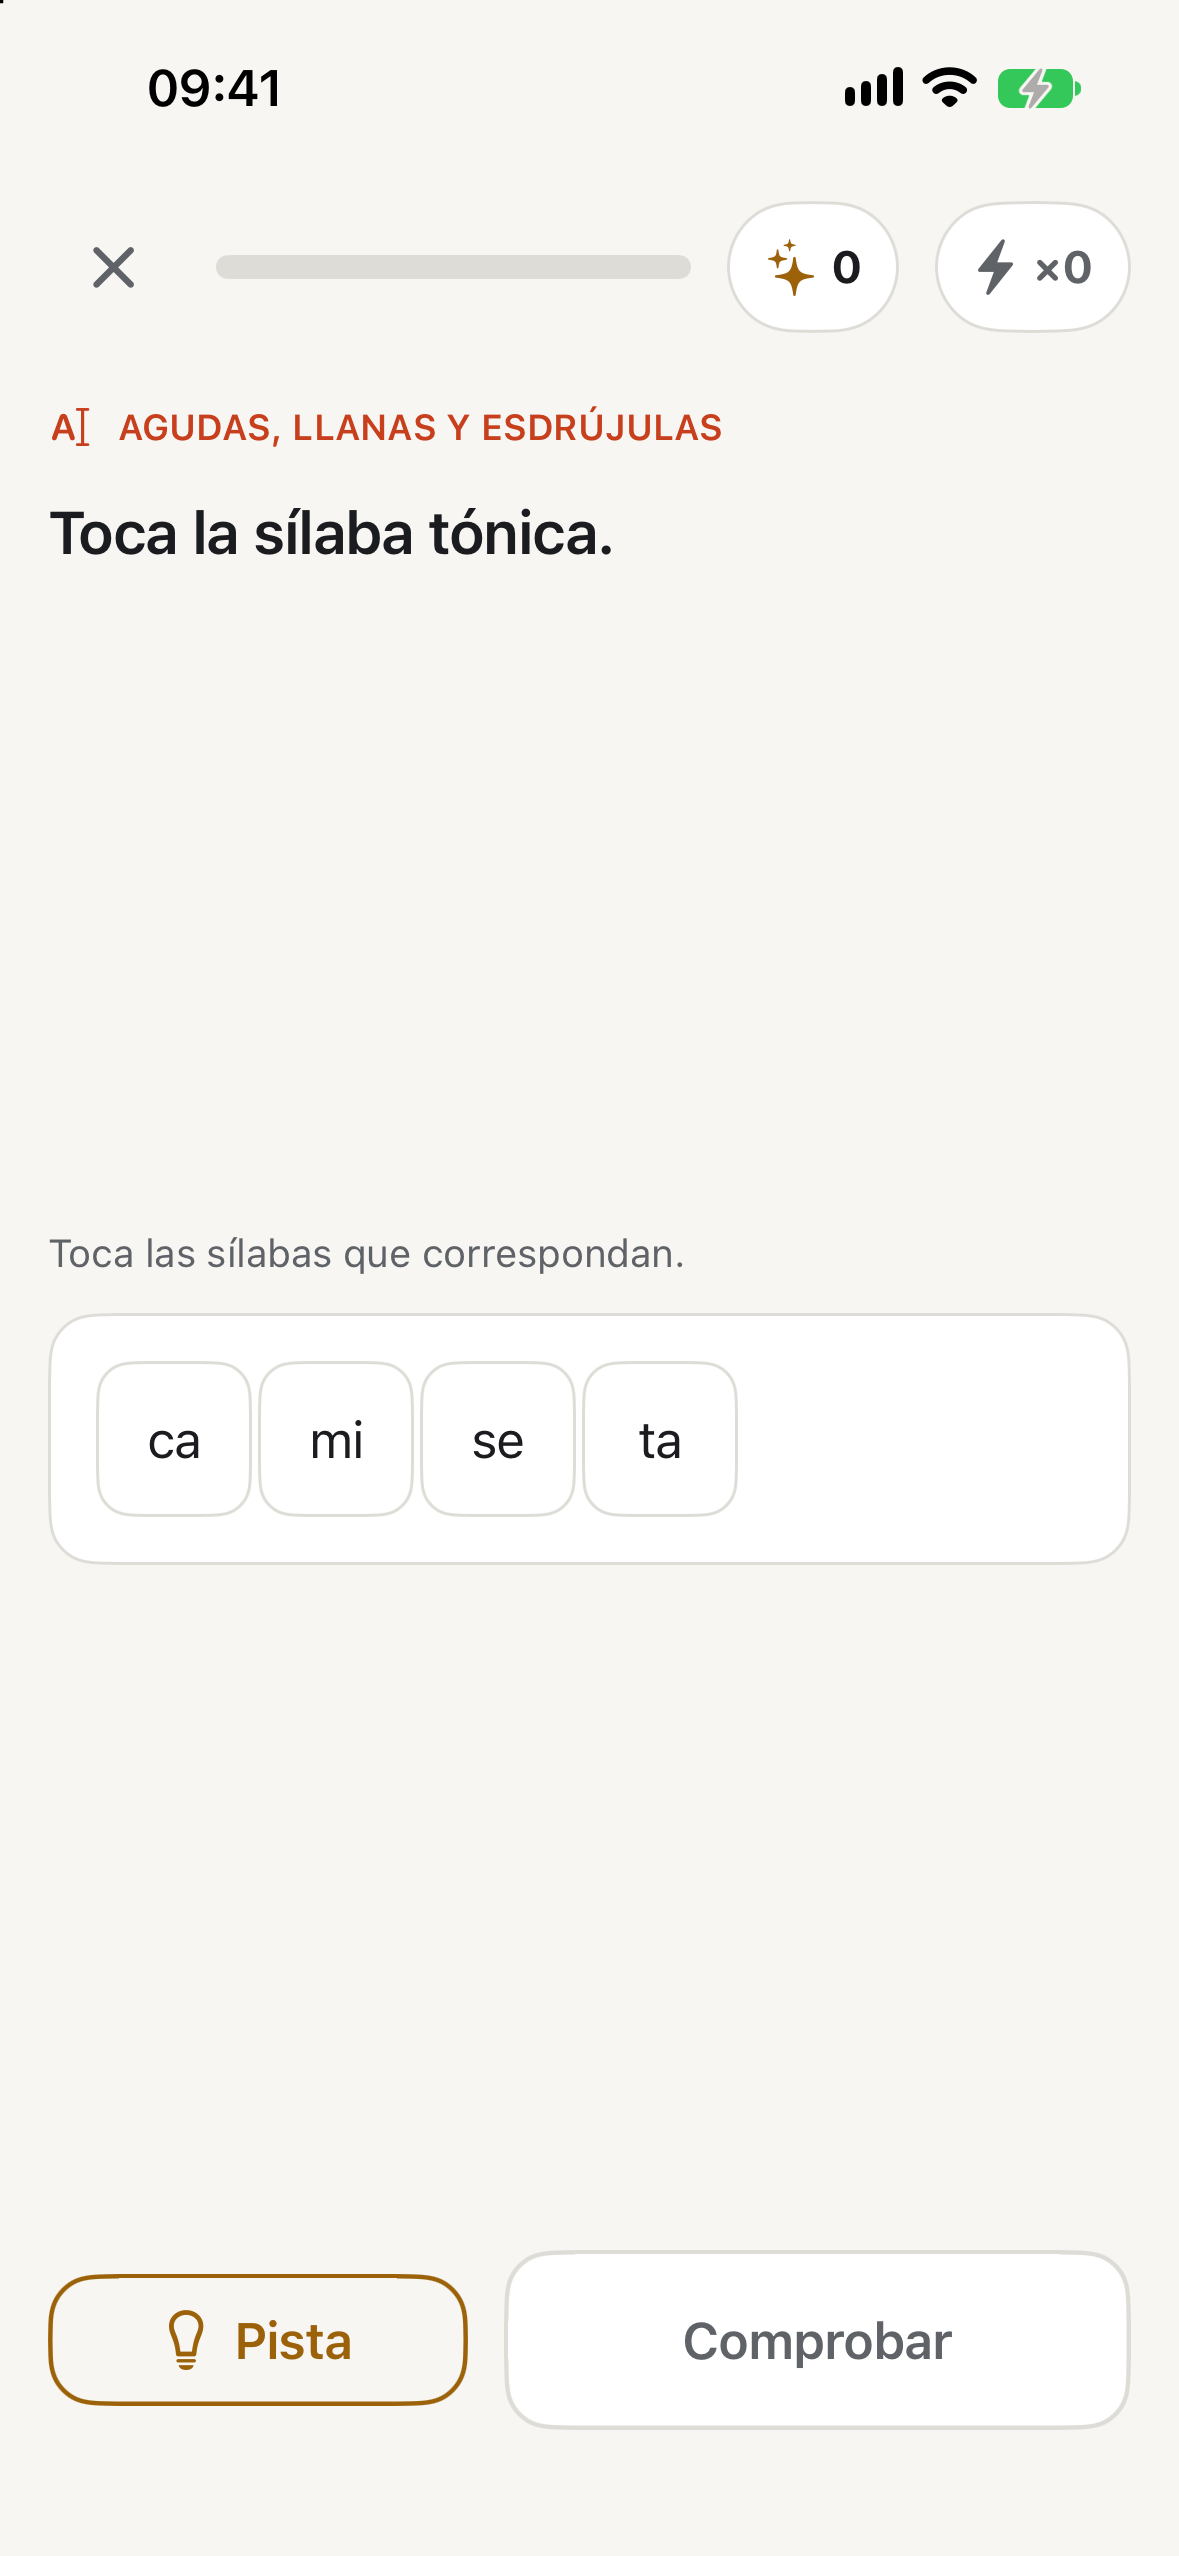 09:41
0
×0
AGUDAS, LLANAS Y ESDRÚJULAS
Toca la sílaba tónica.
Toca las sílabas que correspondan.
ca mi se ta
Pista
Comprobar